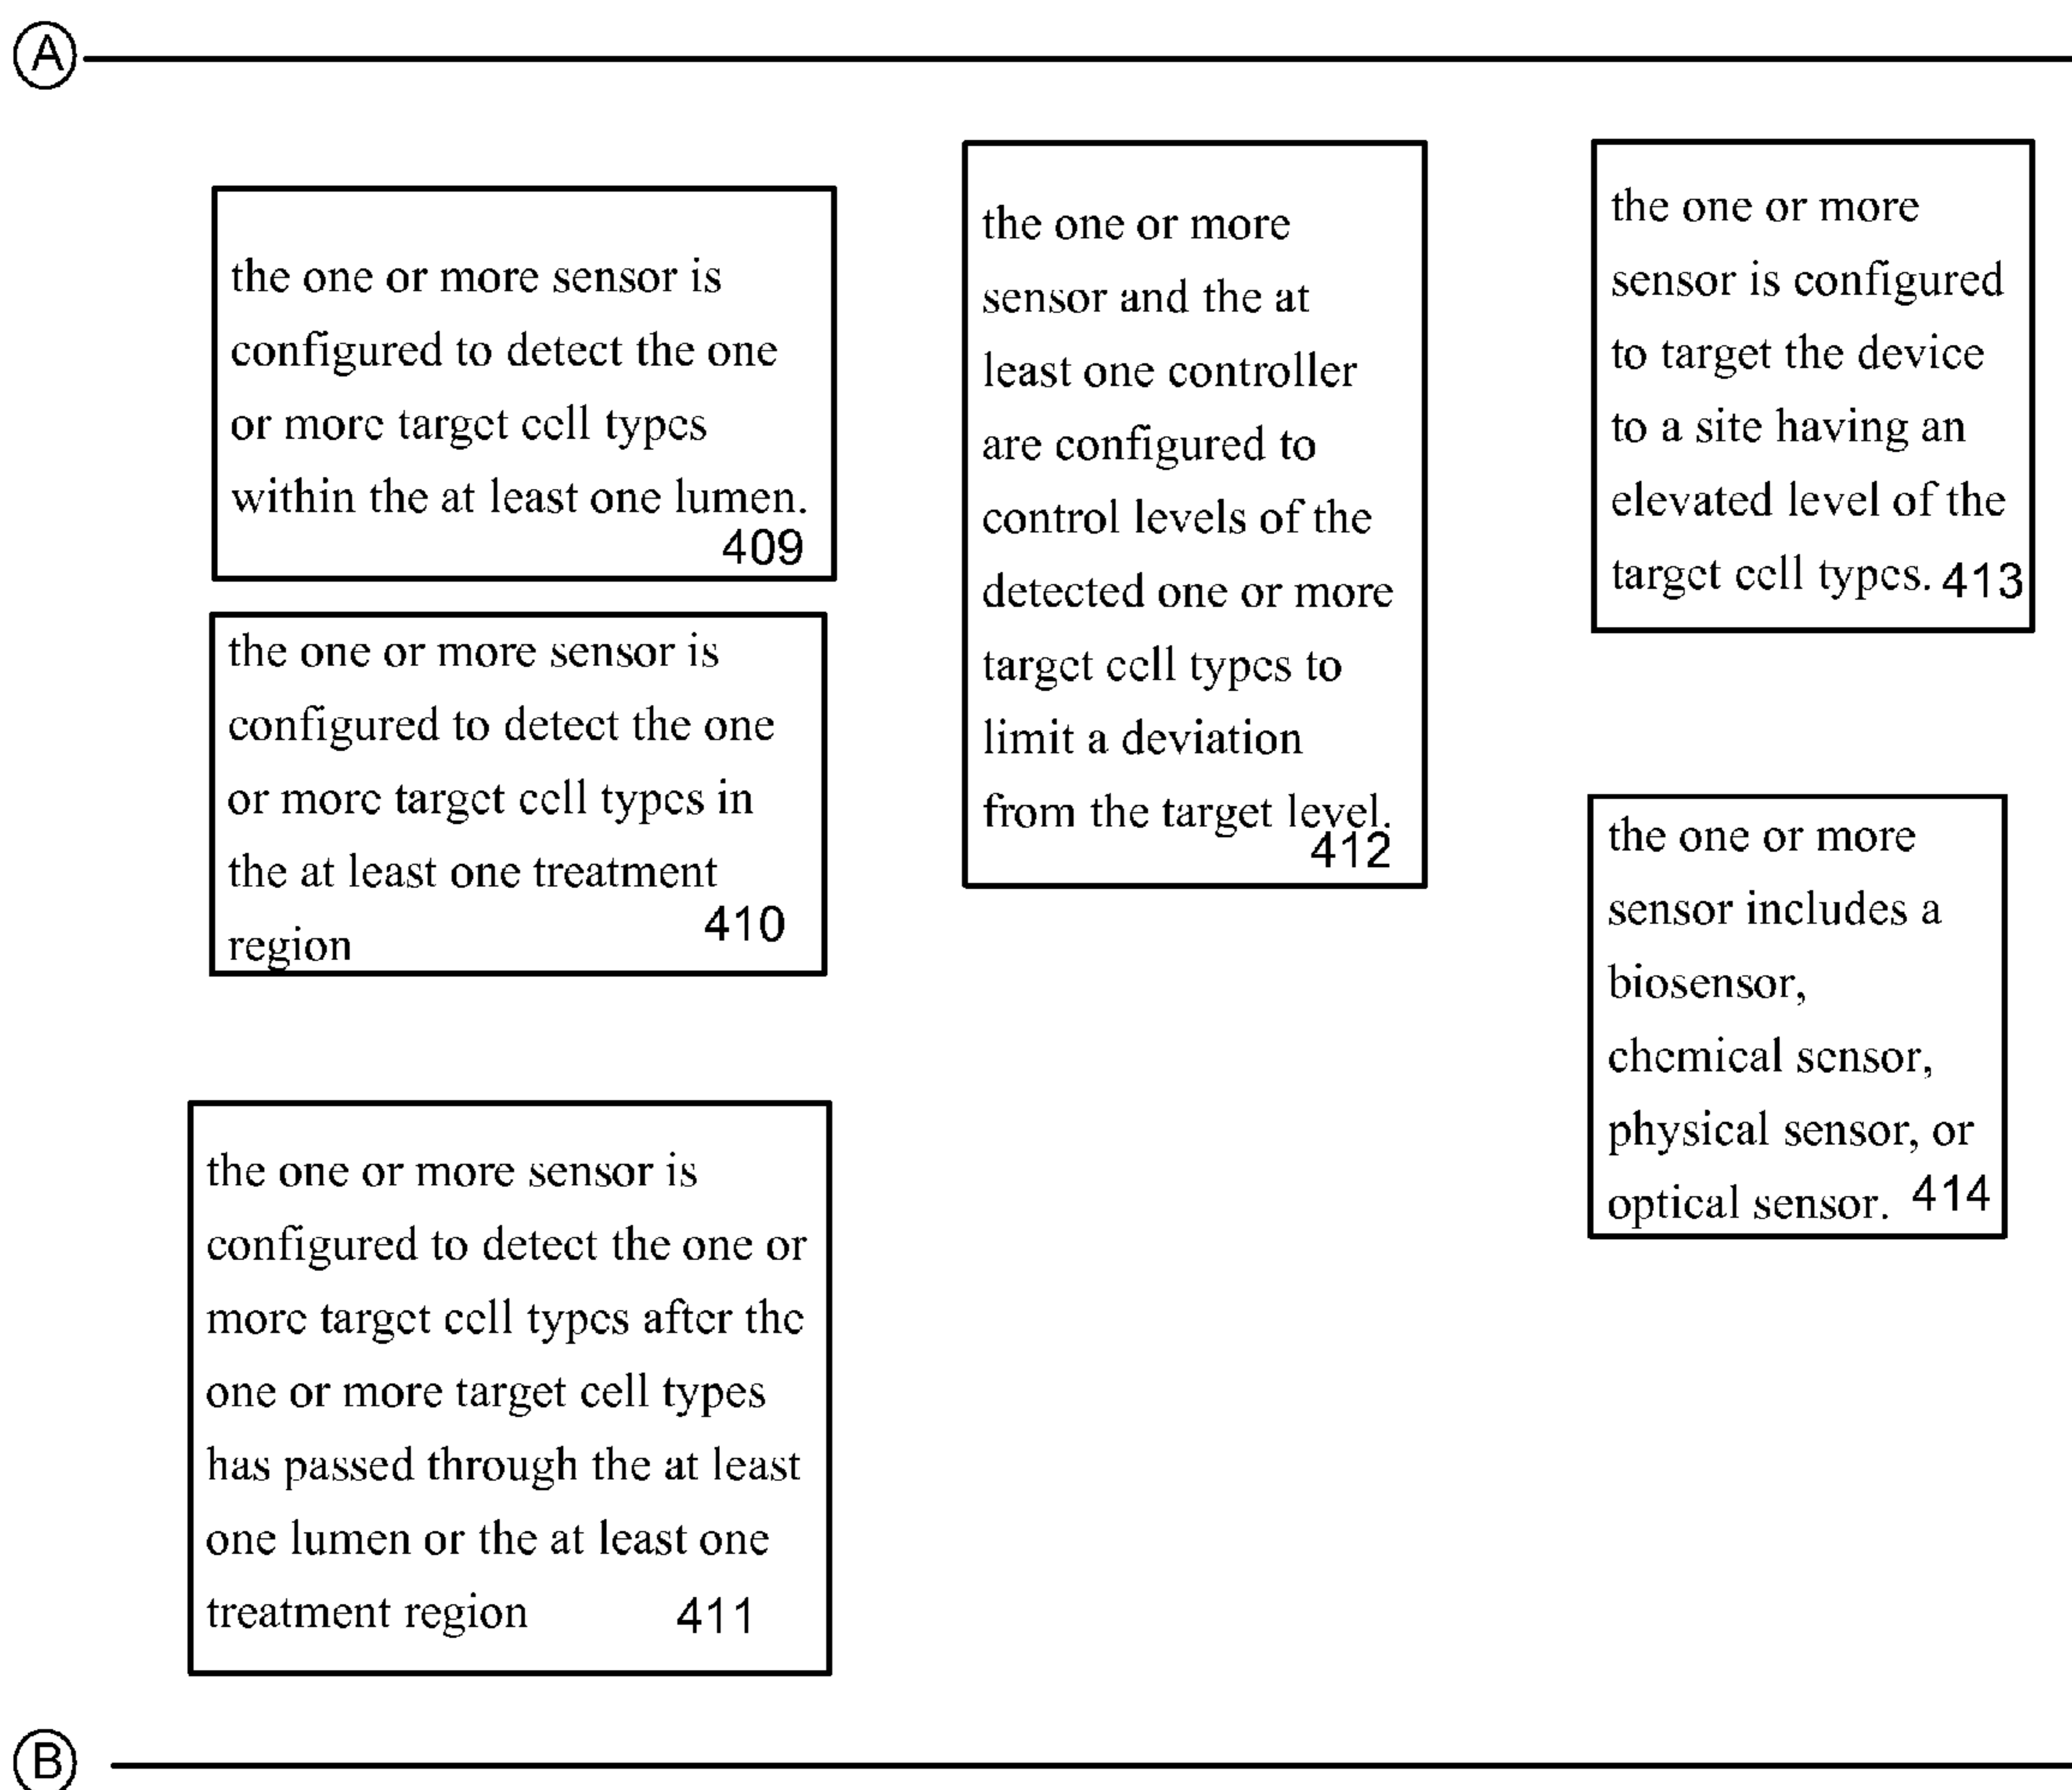 A
the one or more sensor is
configured to detect the one
or more target cell types
within the at least one lumen.
409
the one or more sensor is
configured to detect the one
or more target cell types in
the at least one treatment
region 410
the one or more sensor is
configured to detect the one or
more target cell types after the
one or more target cell types
has passed through the at least
one lumen or the at least one
treatment region 411
the one or more
sensor and the at
least one controller
are configured to
control levels of the
detected one or more
target cell types to
limit a deviation
from the target level.
412
the one or more
sensor is configured
to target the device
to a site having an
elevated level of the
target cell types. 413
the one or more
sensor includes a
biosensor,
chemical sensor,
physical sensor, or
optical sensor. 414
B